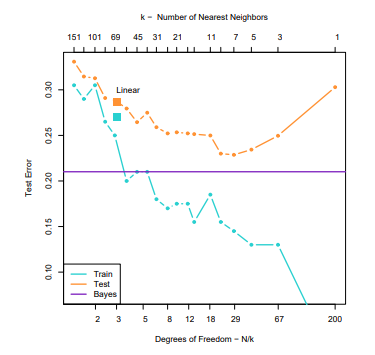 k − Number of Nearest Neighbors
151 101 69 45 31 21 11 7 5 3 1
Linear
Test Error
0.30
0.25
0.20
0.15
0.10
Train
Test
Bayes
2 3 5 8 12 18 29 67 200
Degrees of Freedom − N/k